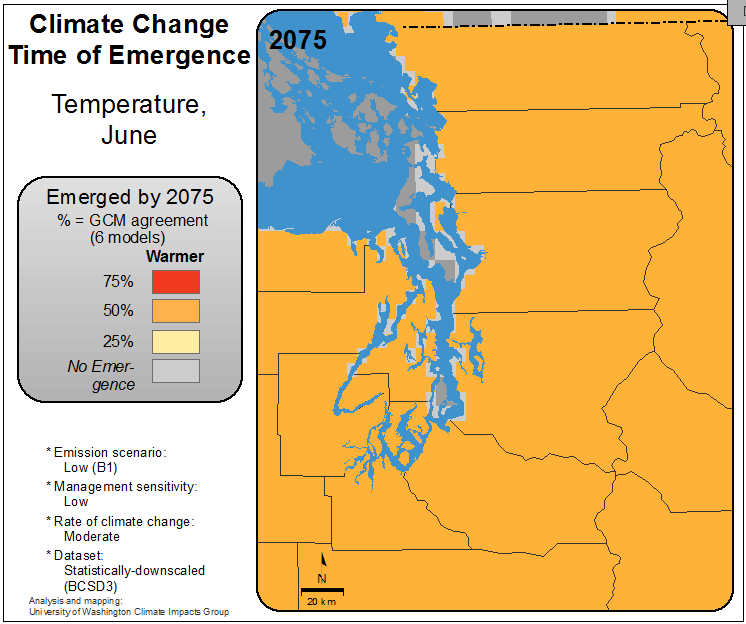 Climate Change
Time of Emergence
Temperature,
June
Emerged by 2075
% = GCM agreement
(6 models)
Warmer
75%
50%
25%
No Emer-
gence
* Emission scenario:
Low (B1)
* Management sensitivity:
Low
* Rate of climate change:
Moderate
* Dataset:
Statistically-downscaled
(BCSD3)
Analysis and mapping:
University of Washington Climate Impacts Group
2075
N
20 km